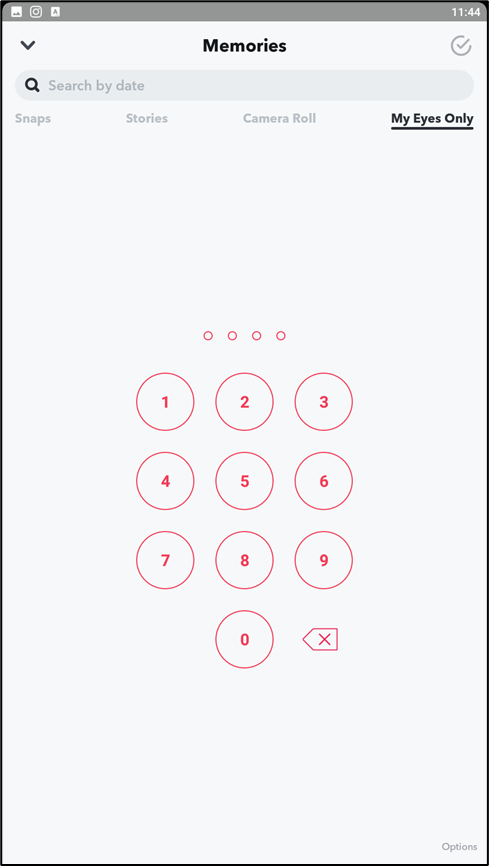 11:44
Memories
Search by date
Snaps Stories Camera Roll My Eyes Only
1 2 3
4 5 6
7 8 9
0
Options